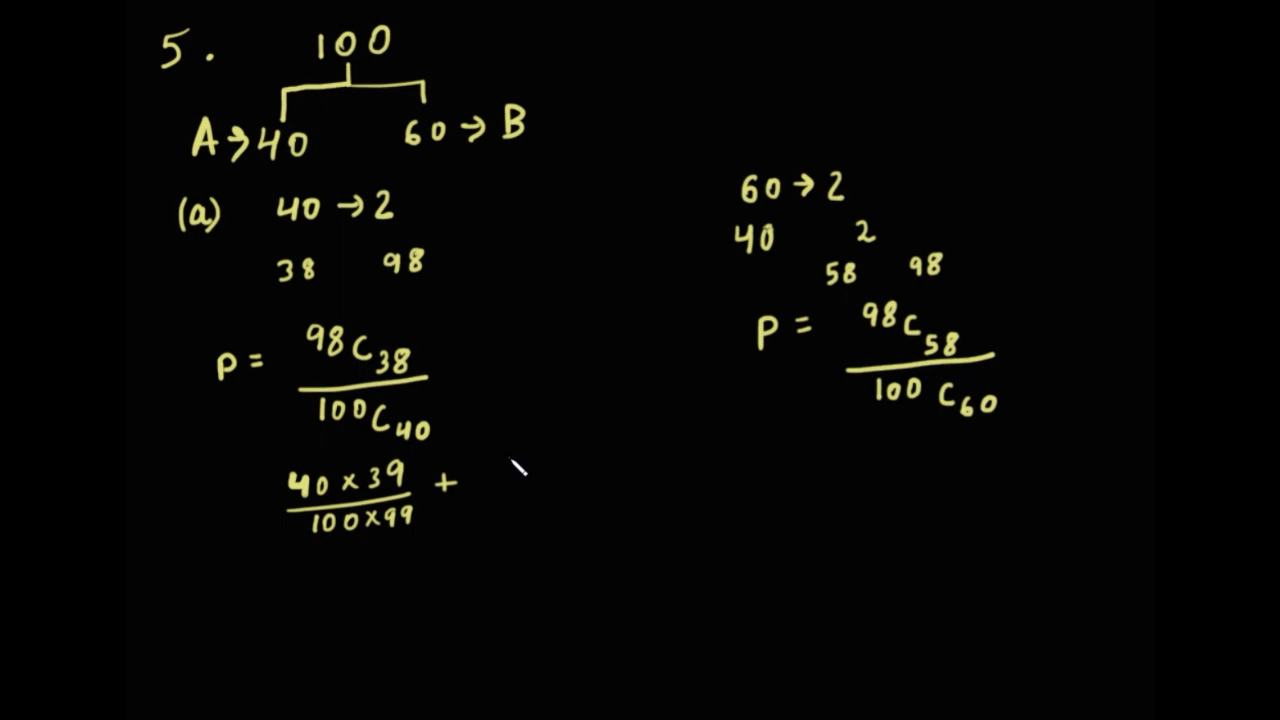 5. 100
A → 40 60 → B
(a) 40 → 2
38 98
P = 98C38 / 100C40
40 × 39 / 100 × 99 +
60 → 2
40 2
58 98
P = 98C58 / 100C60